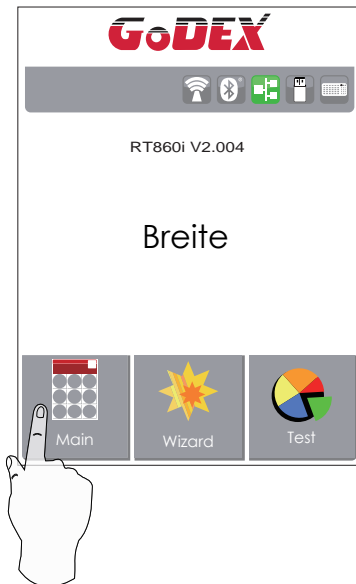 GoDEX
RT860i V2.004
Breite
Main
Wizard
Test